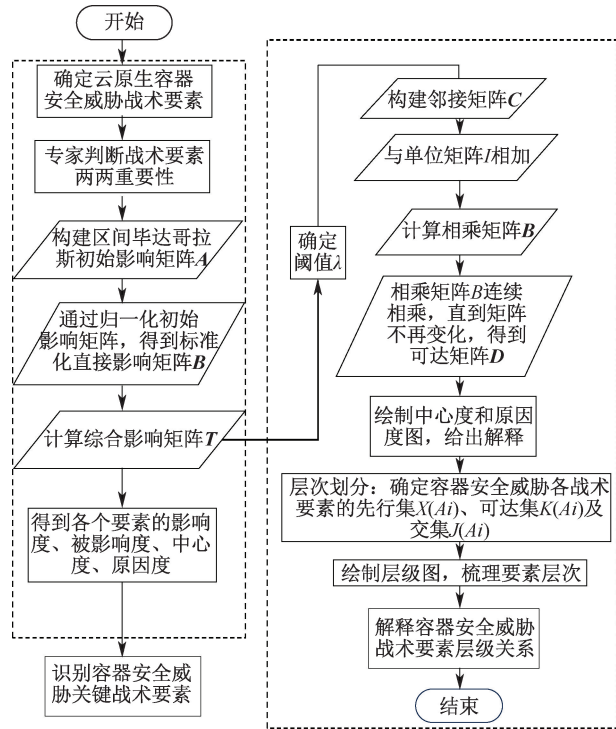 开始
确定云原生容器
安全威胁战术要素
专家判断战术要素
两两重要性
构建区间毕达哥拉
斯初始影响矩阵A
通过归一化初始
影响矩阵，得到标准
化直接影响矩阵B
计算综合影响矩阵T
得到各个要素的影响
度、被影响度、中心
度、原因度
识别容器安全威
胁关键战术要素
确定
阈值λ
构建邻接矩阵C
与单位矩阵I相加
计算相乘矩阵B
相乘矩阵B连续
相乘，直到矩阵
不再变化，得到
可达矩阵D
绘制中心度和原因
度图，给出解释
层次划分：确定容器安全威胁各战术
要素的先行集X(Ai)、可达集K(Ai)及
交集J(Ai)
绘制层级图，梳理要素层次
解释容器安全威胁
战术要素层级关系
结束